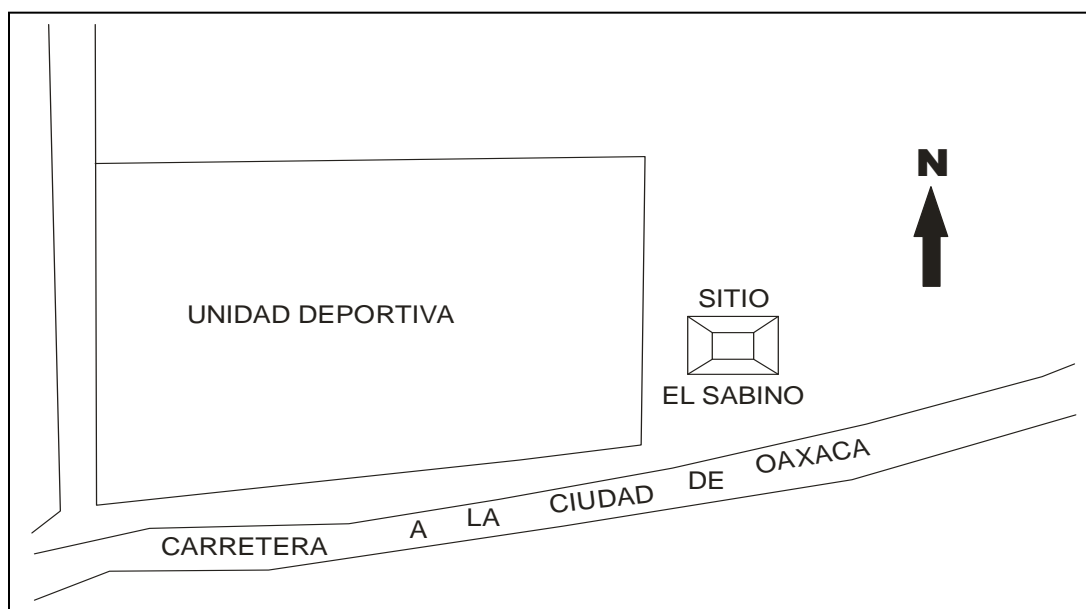 N
SITIO
UNIDAD DEPORTIVA
EL SABINO
CARRETERA A LA CIUDAD DE OAXACA